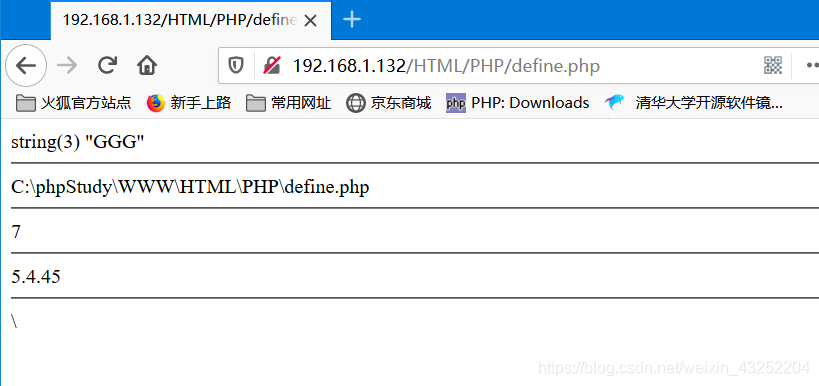 192.168.1.132/HTML/PHP/define
192.168.1.132/HTML/PHP/define.php
火狐官方站点 新手上路 常用网址 京东商城 php PHP: Downloads 清华大学开源软件镜...
string(3) "GGG"
C:\phpStudy\WWW\HTML\PHP\define.php
7
5.4.45
\
https://blog.csdn.net/weixin_43252204